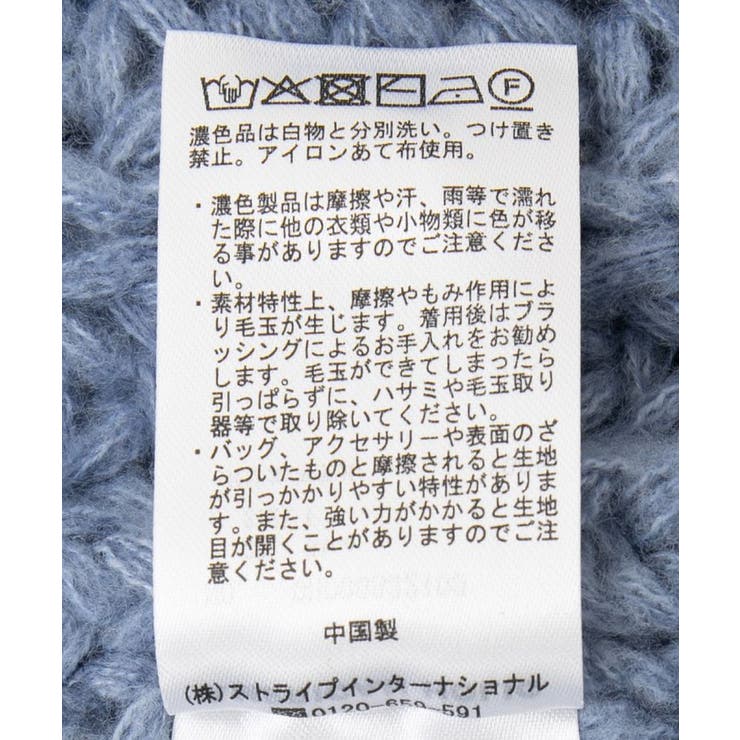 F
濃色品は白物と分別洗い。つけ置き
禁止。アイロンあて布使用。
・濃色製品は摩擦や汗、雨等で濡れ
た際に他の衣類や小物類に色が移
る事がありますのでご注意くださ
い。
・素材特性上、摩擦やもみ作用によ
り毛玉が生じます。着用後はブラ
ッシングによるお手入れをお勧め
します。毛玉ができてしまったら
引っぱらずに、ハサミや毛玉取り
器等で取り除いてください。
・バッグ、アクセサリーや表面のざ
らついたものと摩擦されると生地
が引っかかりやすい特性がありま
す。また、強い力がかかると生地
目が開くことがありますのでご注
意ください。
中国製
(株)ストライプインターナショナル
0120-659-591